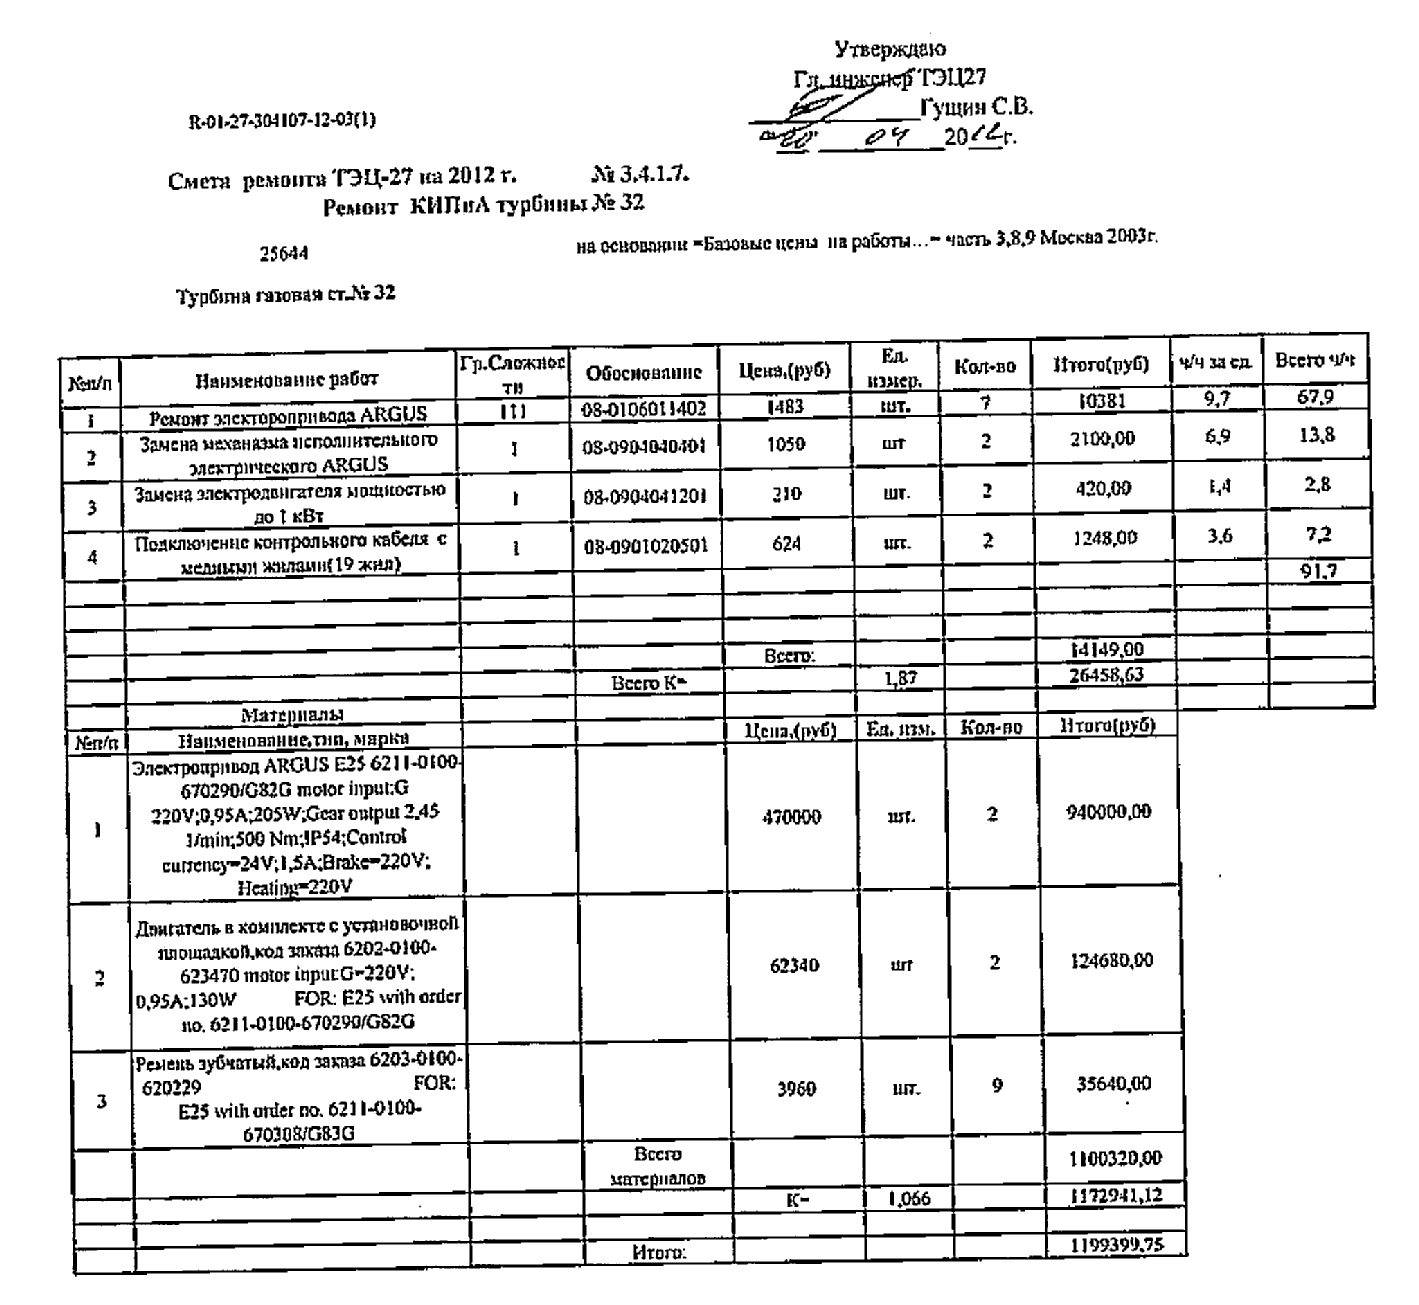 Утверждаю
Гл. инженер ТЭЦ27
Гущин С.В.
"20" 04 2012г.
R-01-27-304107-12-03(1)
Смета ремонта ТЭЦ-27 на 2012 г. № 3.4.1.7.
Ремонт КИПиА турбины № 32
25644 на основании "Базовые цены на работы…" часть 3,8,9 Москва 2003г.
Турбина газовая ст.№ 32
№п/п Наименование работ Гр.Сложнос Обоснование Цена,(руб) Ед. Кол-во Итого(руб) ч/ч за ед. Всего ч/ч
ти измер.
1 Ремонт электоропривода ARGUS III 08-0106011402 1483 шт. 7 10381 9,7 67,9
2 Замена механазма исполнительного I 08-0904040401 1050 шт 2 2100,00 6,9 13,8
электрического ARGUS
3 Замена электродвигателя мощностью I 08-0904041201 210 шт. 2 420,00 1,4 2,8
до 1 кВт
4 Подключение контрольного кабеля с I 08-0901020501 624 шт. 2 1248,00 3,6 7,2
медными жилами(19 жил)
91,7
Всего: 14149,00
Всего К= 1,87 26458,63
Материалы
№п/п Наименование,тип, марка Цена,(руб) Ед. изм. Кол-во Итого(руб)
Электропривод ARGUS E25 6211-0100-
670290/G82G motor input:G
220V;0,95A;205W;Gear output 2,45
1 1/min;500 Nm;IP54;Control 470000 шт. 2 940000,00
currency=24V;1,5A;Brake=220V;
Heating=220V
Двигатель в комплекте с установочной
площадкой,код заказа 6202-0100-
2 623470 motor input:G=220V; 62340 шт 2 124680,00
0,95A;130W FOR: E25 with order
no. 6211-0100-670290/G82G
Ремень зубчатый,код заказа 6203-0100-
620229 FOR:
3 E25 with order no. 6211-0100- 3960 шт. 9 35640,00
670308/G83G
Всего 1100320,00
материалов
К= 1,066 1172941,12
Итого: 1199399,75